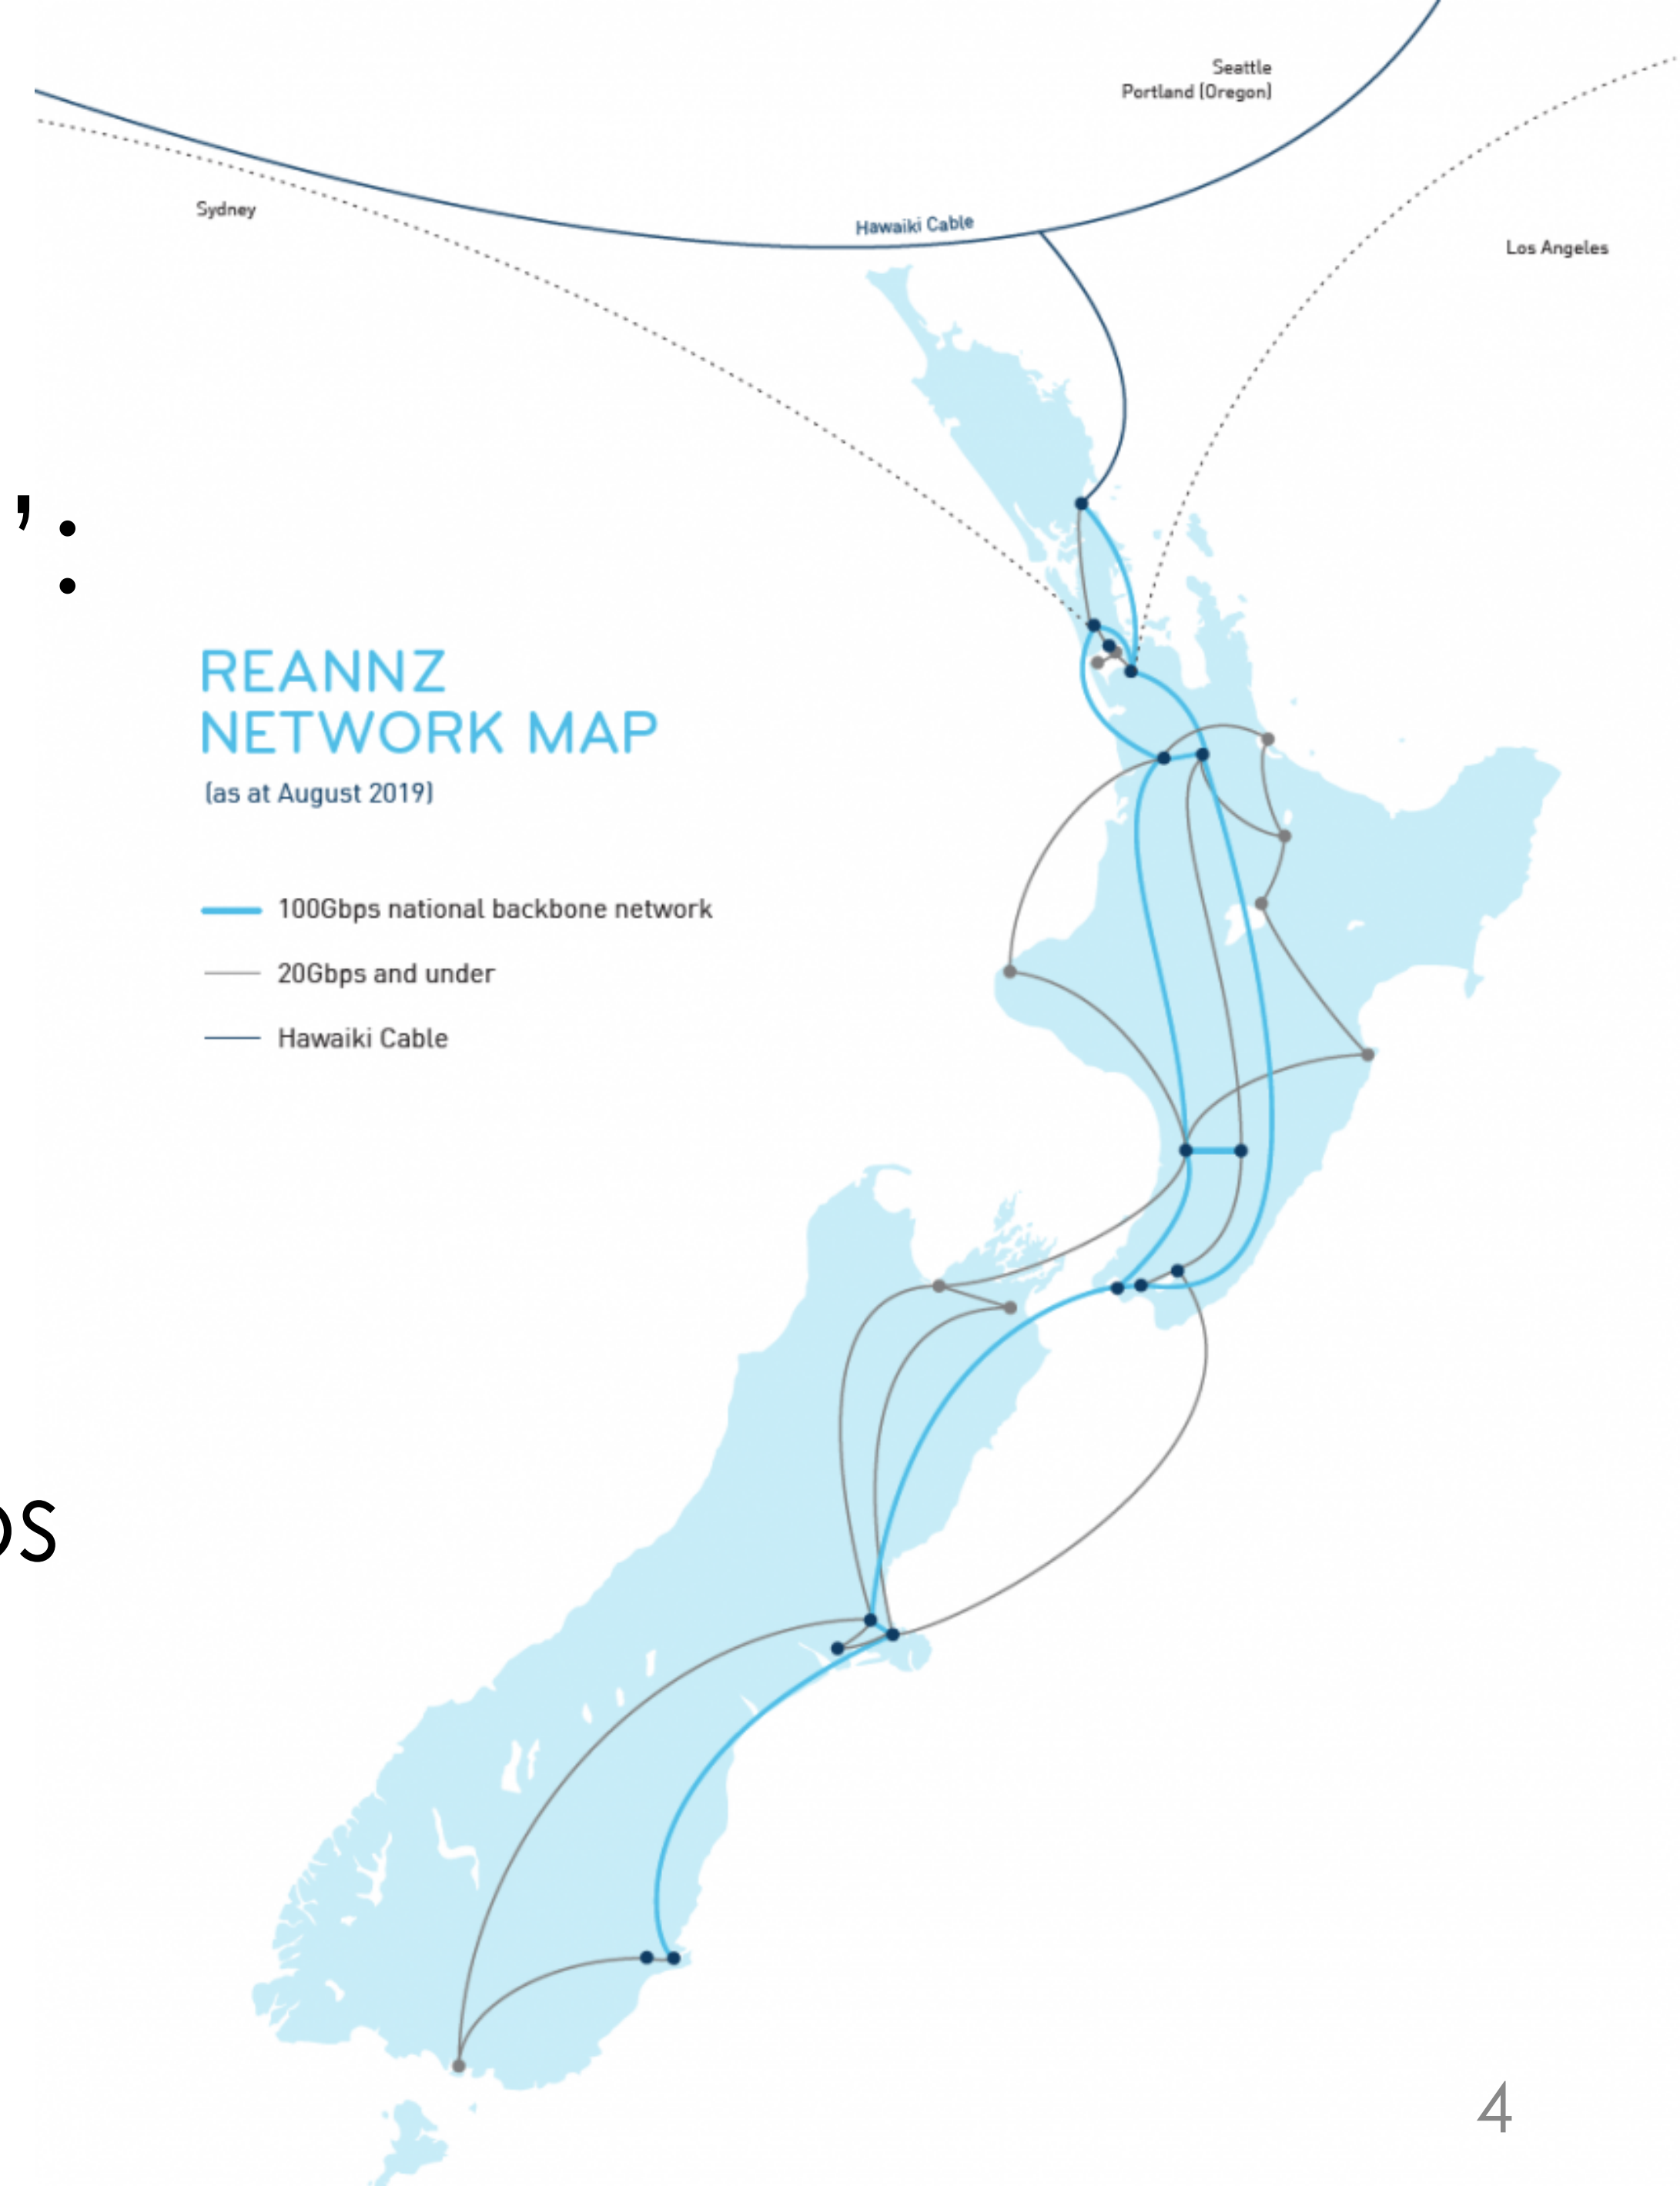 Seattle
Portland (Oregon)
Sydney
Hawaiki Cable
Los Angeles
’:
:
REANNZ
NETWORK MAP
(as at August 2019)
100Gbps national backbone network
20Gbps and under
Hawaiki Cable
s
4